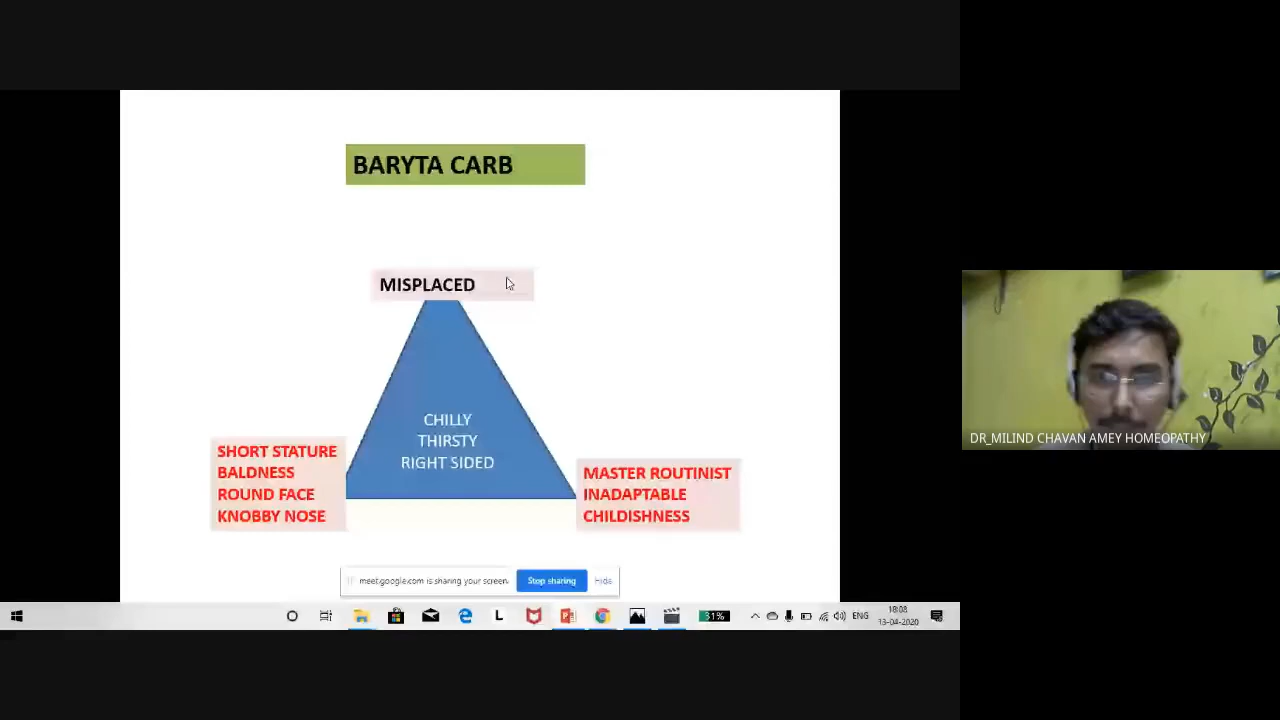 BARYTA CARB
MISPLACED
CHILLY
THIRSTY
RIGHT SIDED
SHORT STATURE
BALDNESS
ROUND FACE
KNOBBY NOSE
MASTER ROUTINIST
INADAPTABLE
CHILDISHNESS
DR_MILIND CHAVAN AMEY HOMEOPATHY
meet.google.com is sharing your screen.
Stop sharing
Hide
31%
ENG
18:08
13-04-2020